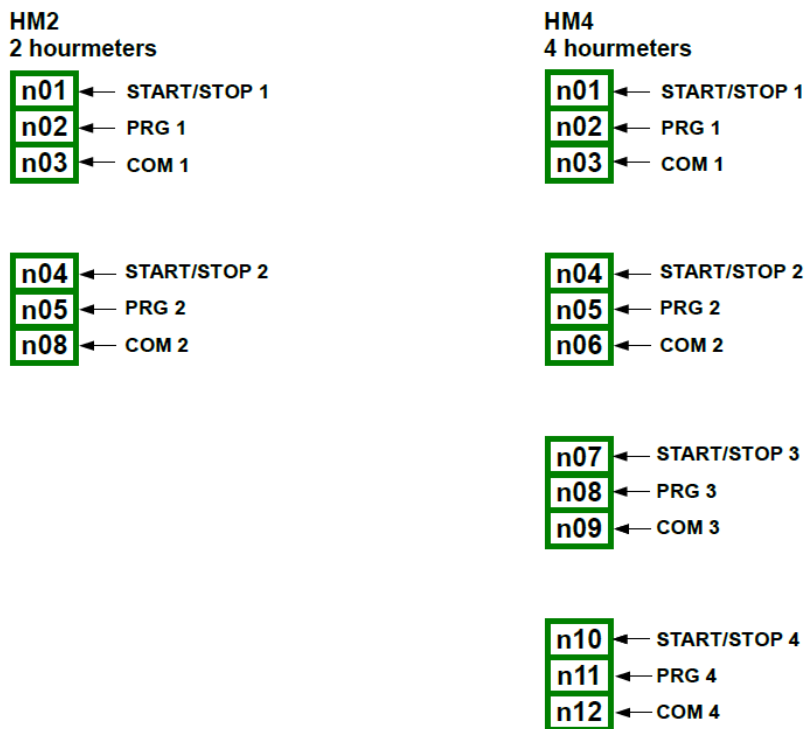 HM2
2 hourmeters
n01 START/STOP 1
n02 PRG 1
n03 COM 1
n04 START/STOP 2
n05 PRG 2
n08 COM 2
HM4
4 hourmeters
n01 START/STOP 1
n02 PRG 1
n03 COM 1
n04 START/STOP 2
n05 PRG 2
n06 COM 2
n07 START/STOP 3
n08 PRG 3
n09 COM 3
n10 START/STOP 4
n11 PRG 4
n12 COM 4